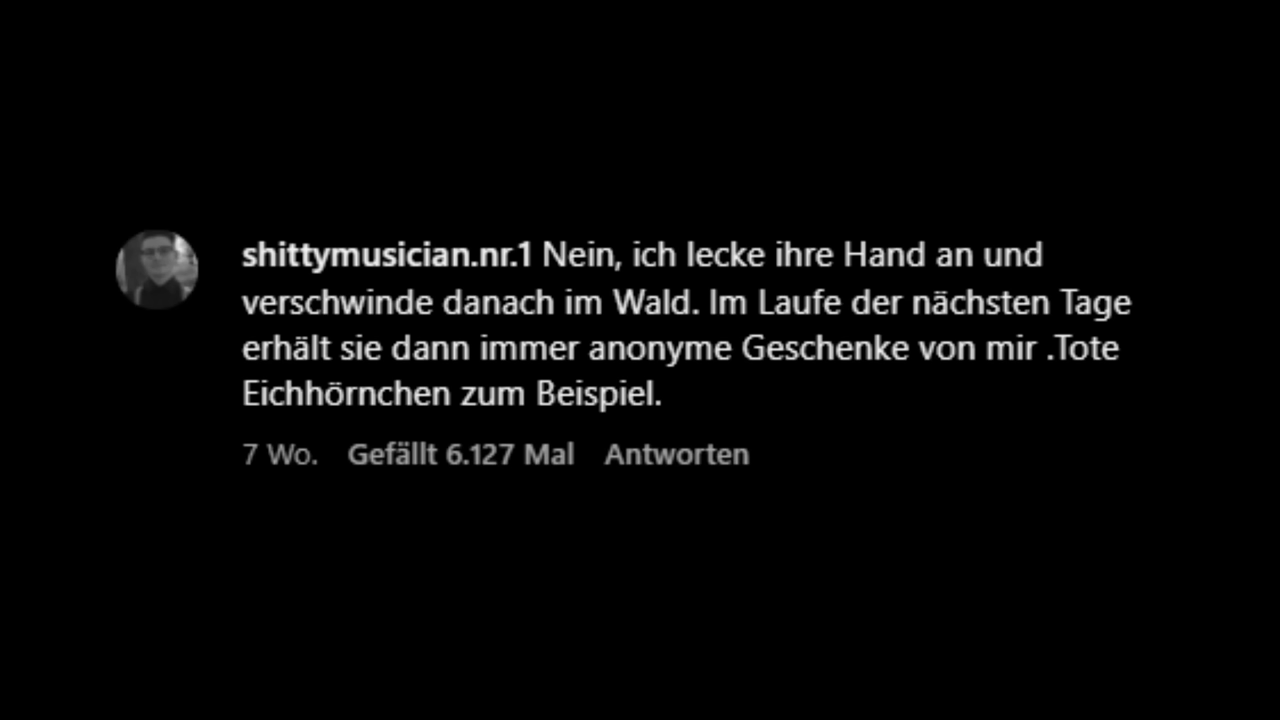 shittymusician.nr.1 Nein, ich lecke ihre Hand an und
verschwinde danach im Wald. Im Laufe der nächsten Tage
erhält sie dann immer anonyme Geschenke von mir .Tote
Eichhörnchen zum Beispiel.
7 Wo. Gefällt 6.127 Mal Antworten